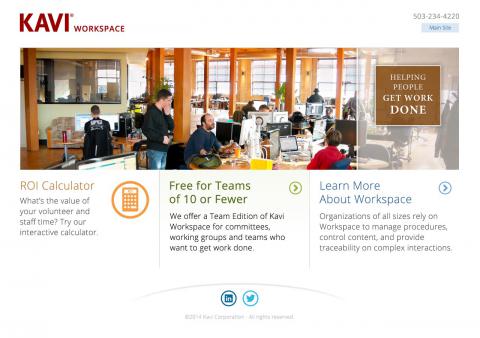 KAVI® WORKSPACE
503-234-4220
Main Site
HELPING
PEOPLE
GET WORK
DONE
ROI Calculator
What's the value of
your volunteer and
staff time? Try our
interactive calculator.
Free for Teams
of 10 or Fewer
We offer a Team Edition of Kavi
Workspace for committees,
working groups and teams who
want to get work done.
Learn More
About Workspace
Organizations of all sizes rely on
Workspace to manage procedures,
control content, and provide
traceability on complex interactions.
in
©2014 Kavi Corporation - All rights reserved.